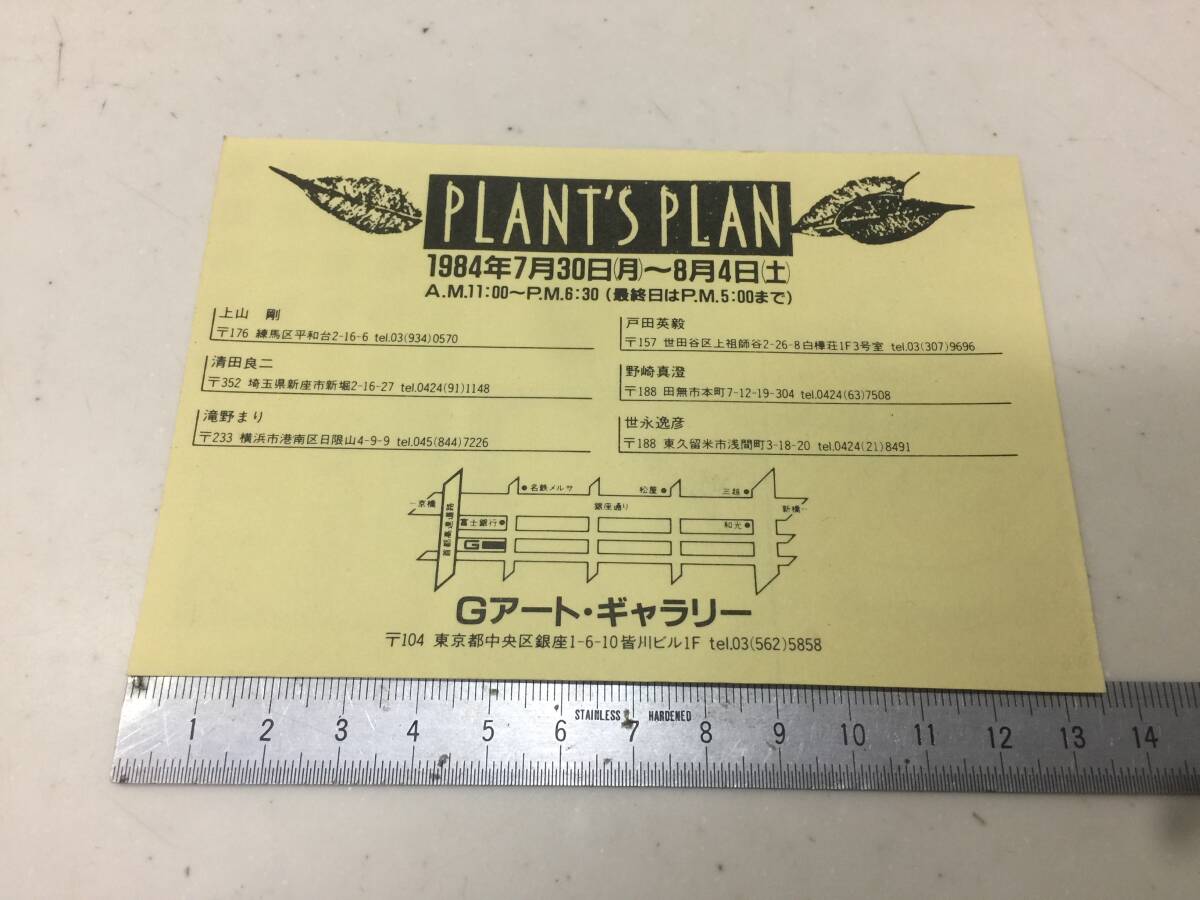 PLANT'S PLAN
1984年7月30日(月)〜8月4日(土)
A.M.11:00〜P.M.6:30 (最終日はP.M.5:00まで)
上山 剛
〒176 練馬区平和台2-16-6 tel.03(934)0570
清田良二
〒352 埼玉県新座市新堀2-16-27 tel.0424(91)1148
滝野まり
〒233 横浜市港南区日限山4-9-9 tel.045(844)7226
戸田英毅
〒157 世田谷区上祖師谷2-26-8白樺荘1F3号室 tel.03(307)9696
野崎真澄
〒188 田無市本町7-12-19-304 tel.0424(63)7508
世永逸彦
〒188 東久留米市浅間町3-18-20 tel.0424(21)8491
名鉄メルサ 松屋 三越
←京橋 銀座通り 新橋→
首都高速道路
富士銀行 和光
G
Gアート・ギャラリー
〒104 東京都中央区銀座1-6-10皆川ビル1F tel.03(562)5858
STAINLESS HARDENED
1 2 3 4 5 6 7 8 9 10 11 12 13 14